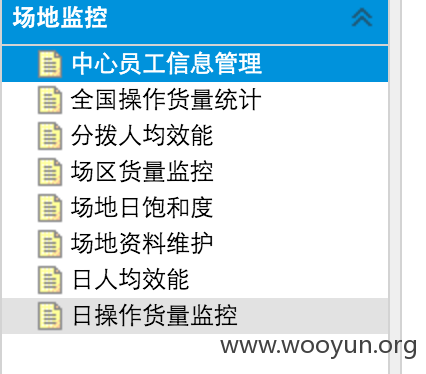 场地监控
中心员工信息管理
全国操作货量统计
分拨人均效能
场区货量监控
场地日饱和度
场地资料维护
日人均效能
日操作货量监控
www.wooyun.org